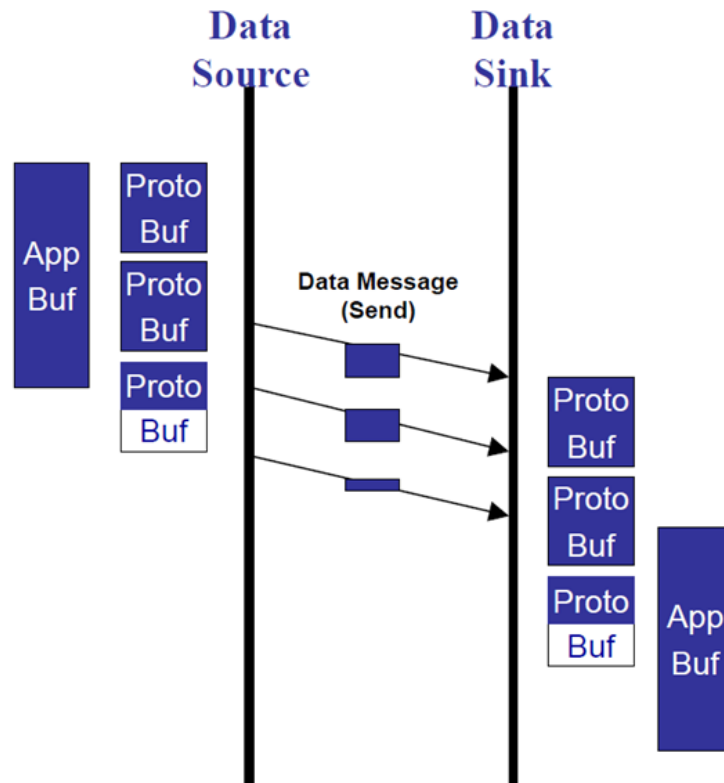 Data
Source
Data
Sink
App
Buf
Proto
Buf
Proto
Buf
Proto
Buf
Data Message
(Send)
Proto
Buf
Proto
Buf
Proto
Buf
App
Buf